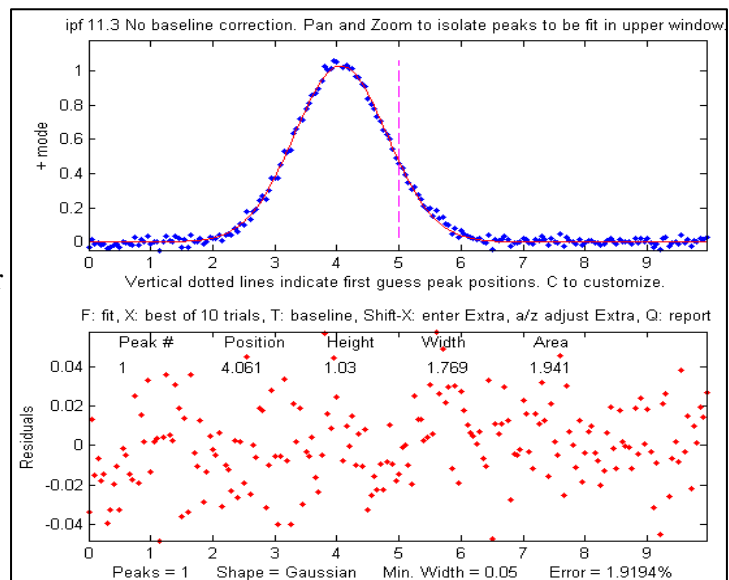 ipf 11.3 No baseline correction. Pan and Zoom to isolate peaks to be fit in upper window.
1
0.8
0.6
0.4
0.2
0
+ mode
0 1 2 3 4 5 6 7 8 9
Vertical dotted lines indicate first guess peak positions. C to customize.
F: fit, X: best of 10 trials, T: baseline, Shift-X: enter Extra, a/z adjust Extra, Q: report
Peak # Position Height Width Area
1 4.061 1.03 1.769 1.941
0.04
0.02
0
-0.02
-0.04
Residuals
0 1 2 3 4 5 6 7 8 9
Peaks = 1 Shape = Gaussian Min. Width = 0.05 Error = 1.9194%